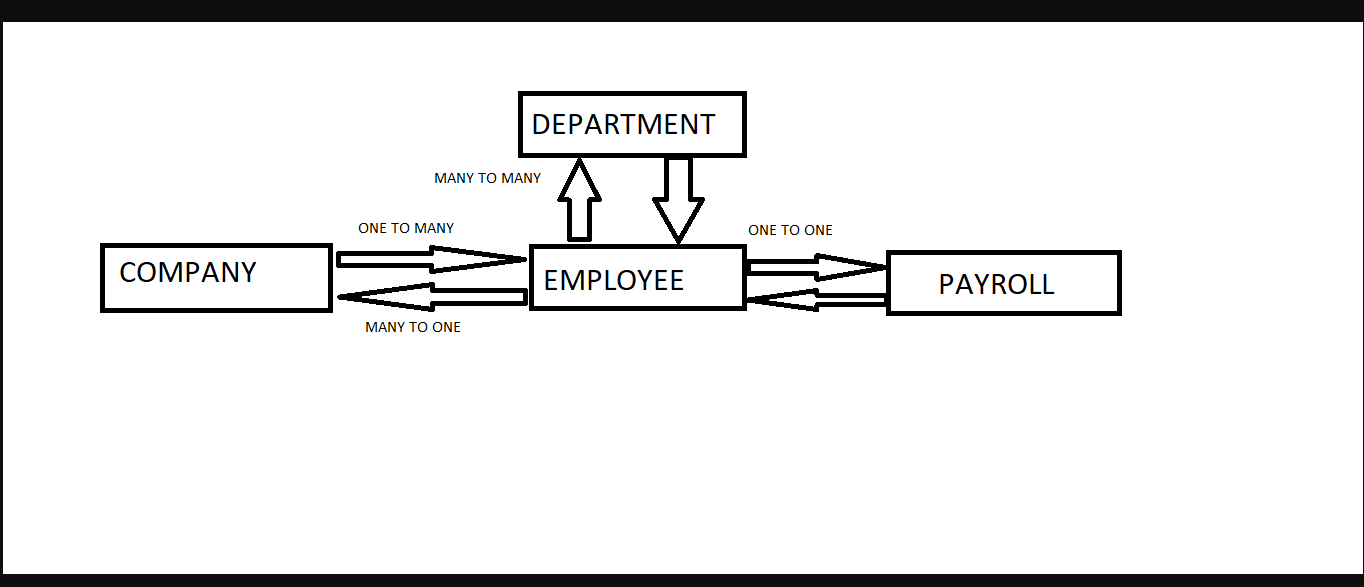 DEPARTMENT
MANY TO MANY
ONE TO MANY
ONE TO ONE
COMPANY
EMPLOYEE
PAYROLL
MANY TO ONE